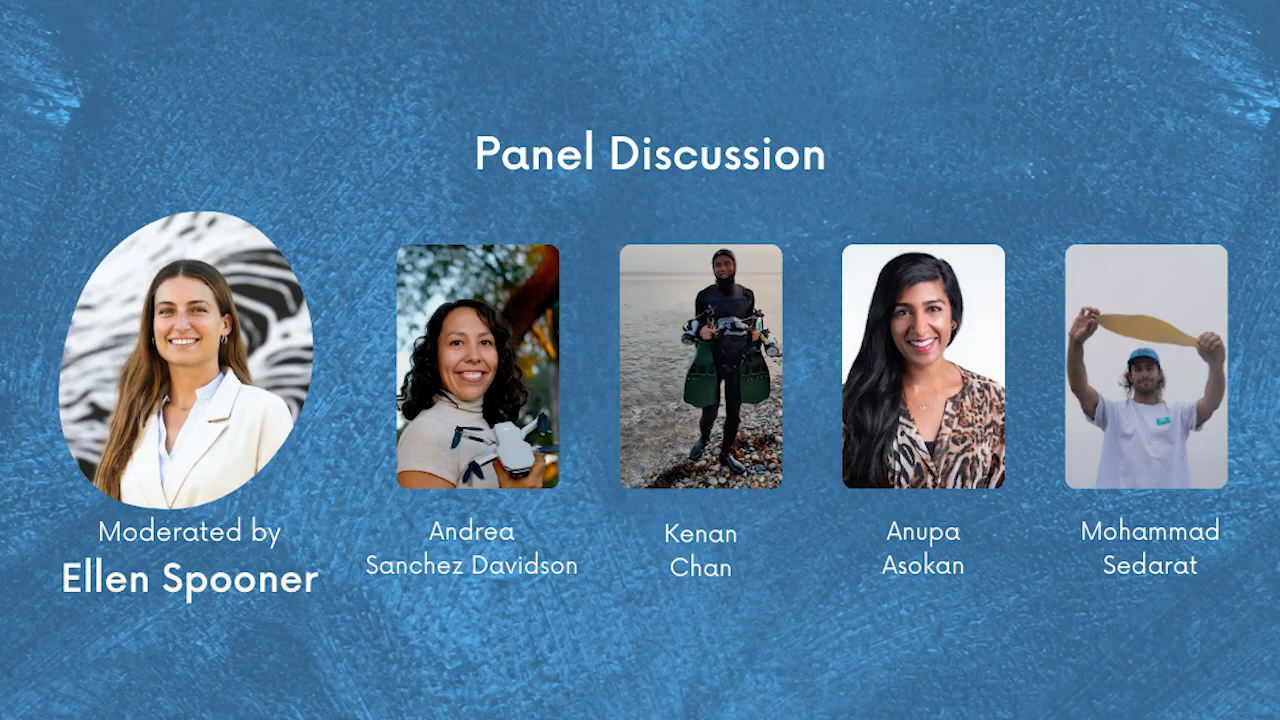 Panel Discussion
Moderated by
Ellen Spooner
Andrea
Sanchez Davidson
Kenan
Chan
Anupa
Asokan
Mohammad
Sedarat